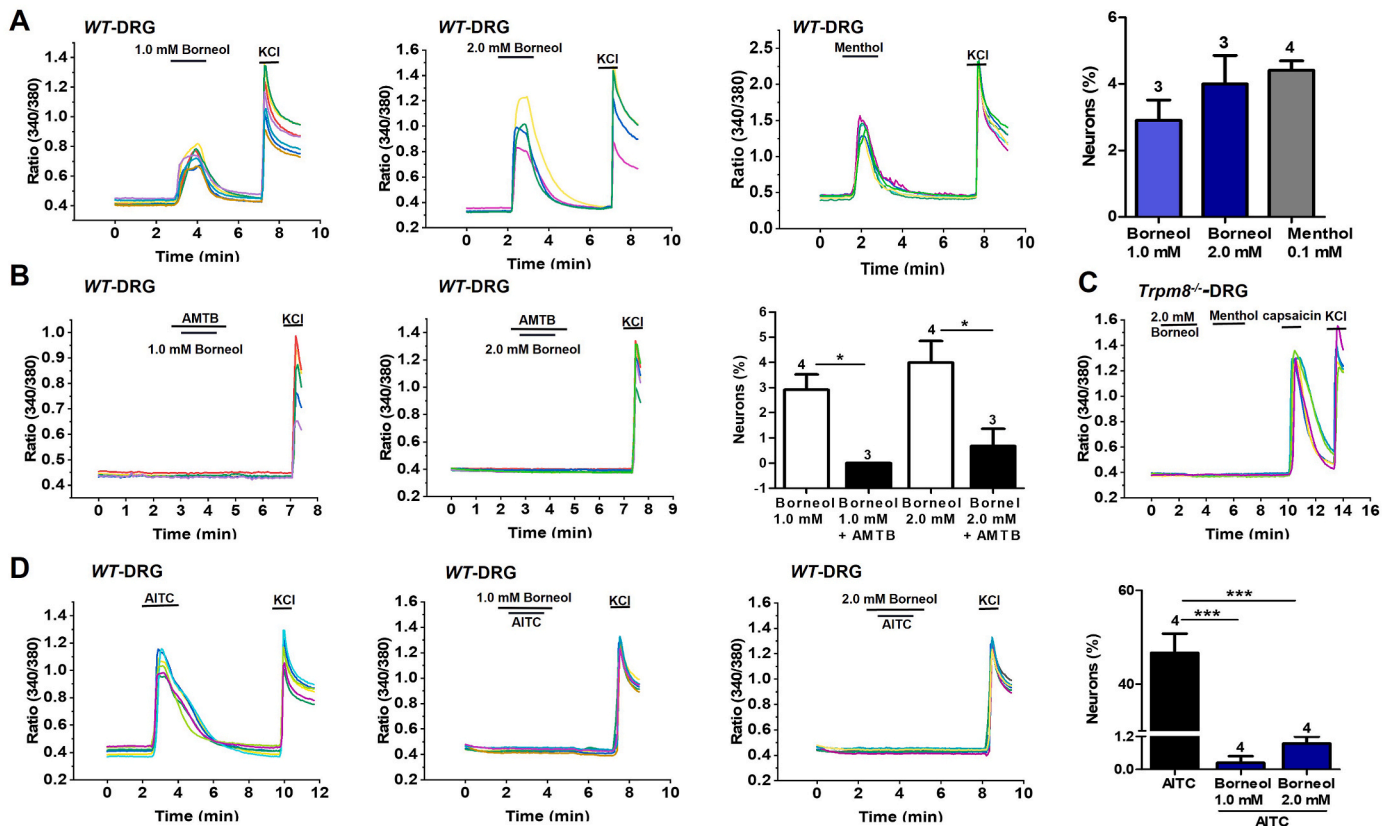 A
WT-DRG
1.0 mM Borneol
KCl
Ratio (340/380)
1.4
1.2
1.0
0.8
0.6
0.4
0 2 4 6 8 10
Time (min)
WT-DRG
2.0 mM Borneol
KCl
Ratio (340/380)
1.6
1.4
1.2
1.0
0.8
0.6
0.4
0.2
0 2 4 6 8 10
Time (min)
WT-DRG
Menthol
KCl
Ratio (340/380)
2.5
2.0
1.5
1.0
0.5
0.0
0 2 4 6 8 10
Time (min)
Neurons (%)
6
4
2
0
3
3
4
Borneol
1.0 mM
Borneol
2.0 mM
Menthol
0.1 mM
B
WT-DRG
AMTB
1.0 mM Borneol
KCl
Ratio (340/380)
1.0
0.9
0.8
0.7
0.6
0.5
0.4
0 1 2 3 4 5 6 7 8
Time (min)
WT-DRG
AMTB
2.0 mM Borneol
KCl
Ratio (340/380)
1.6
1.4
1.2
1.0
0.8
0.6
0.4
0.2
0 1 2 3 4 5 6 7 8 9
Time (min)
Neurons (%)
6
5
4
3
2
1
0
-1
4
*
3
4
*
3
Borneol
1.0 mM
Borneol
1.0 mM
+ AMTB
Borneol
2.0 mM
Bornel
2.0 mM
+ AMTB
C
Trpm8-/--DRG
2.0 mM
Borneol
Menthol
capsaicin
KCl
Ratio (340/380)
1.6
1.4
1.2
1.0
0.8
0.6
0.4
0.2
0 2 4 6 8 10 12 14 16
Time (min)
D
WT-DRG
AITC
KCl
Ratio (340/380)
1.6
1.4
1.2
1.0
0.8
0.6
0.4
0.2
0 2 4 6 8 10 12
Time (min)
WT-DRG
1.0 mM Borneol
AITC
KCl
Ratio (340/380)
1.6
1.4
1.2
1.0
0.8
0.6
0.4
0.2
0 2 4 6 8 10
Time (min)
WT-DRG
2.0 mM Borneol
AITC
KCl
Ratio (340/380)
1.6
1.4
1.2
1.0
0.8
0.6
0.4
0.2
0 2 4 6 8 10
Time (min)
Neurons (%)
60
40
1.2
0.0
4
***
***
4
4
AITC
Borneol
1.0 mM
Borneol
2.0 mM
AITC